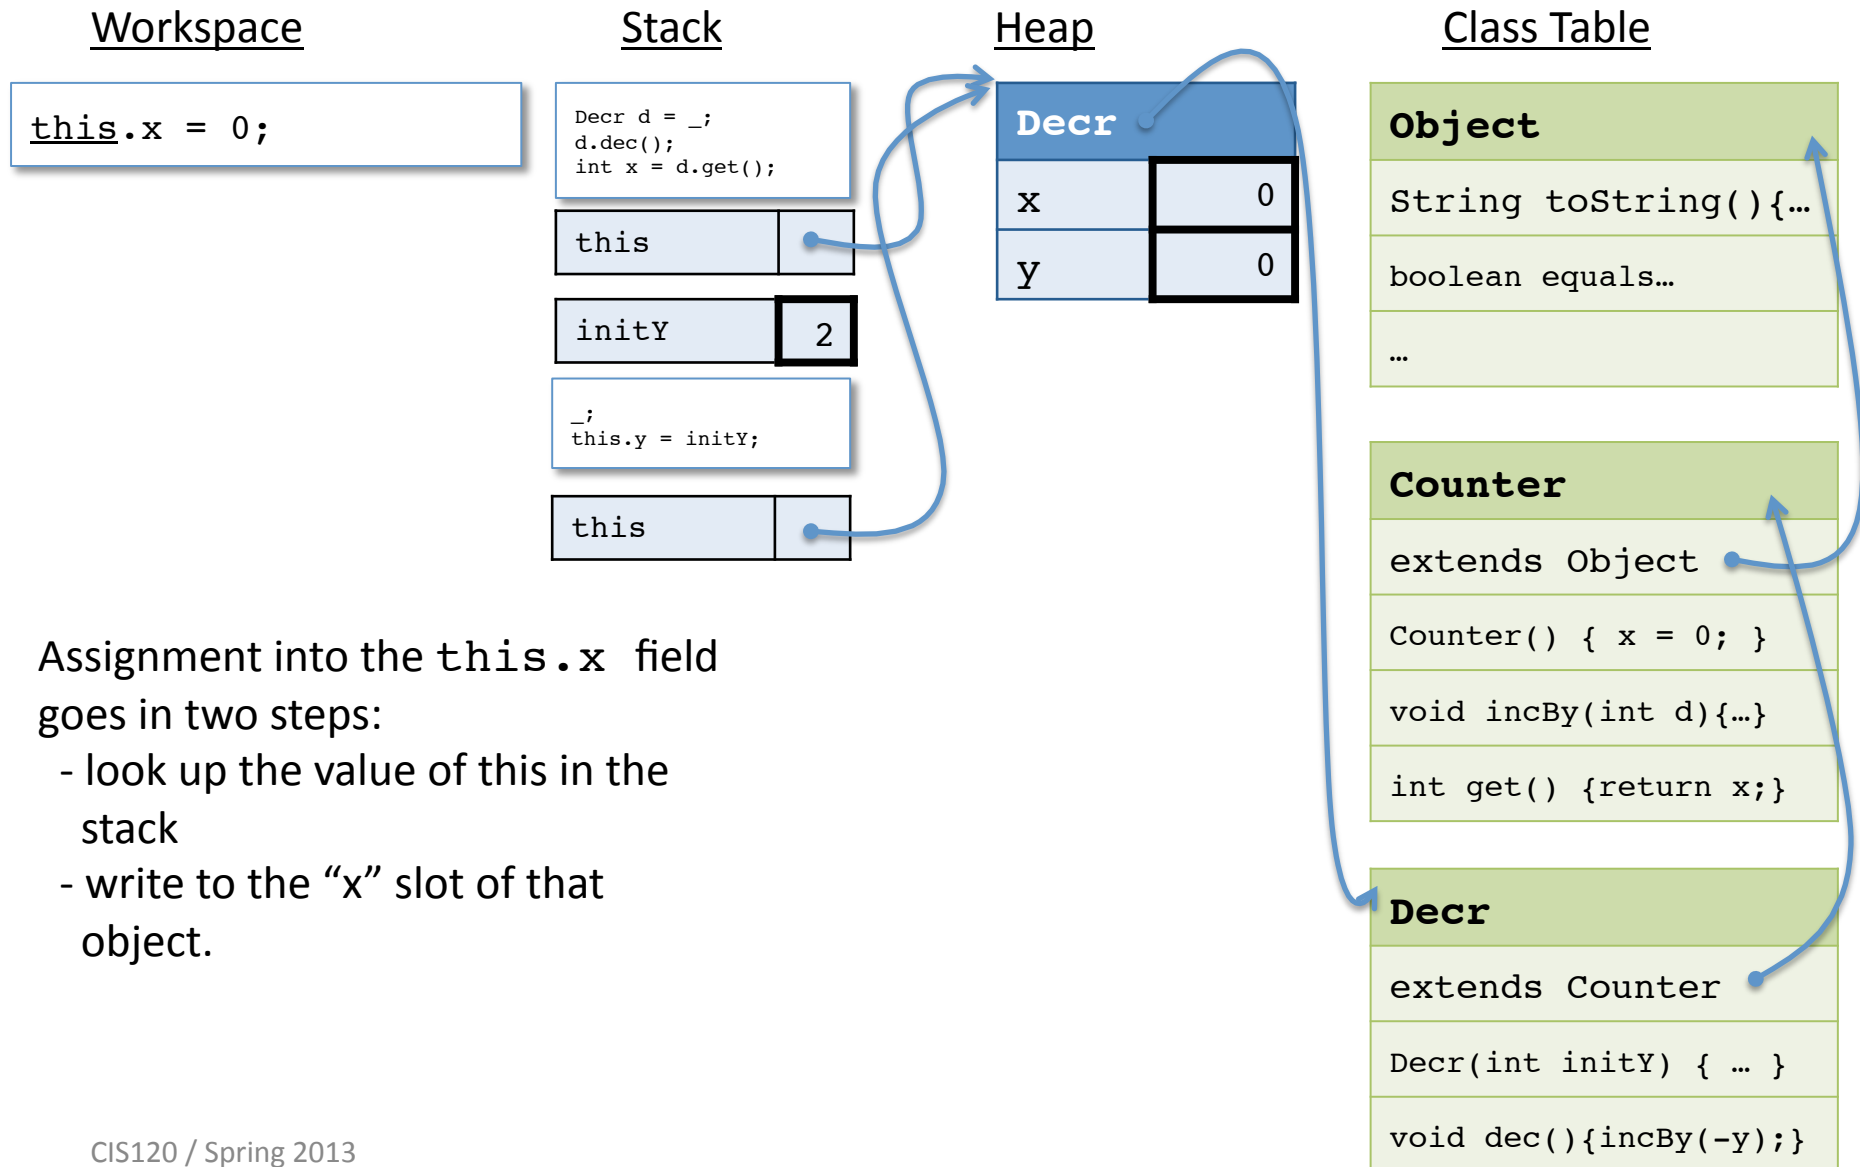 Workspace
this.x = 0;
Stack
Decr d = _;
d.dec();
int x = d.get();
this
initY 2
_;
this.y = initY;
this
Heap
Decr
x 0
y 0
Class Table
Object
String toString(){…
boolean equals…
…
Counter
extends Object
Counter() { x = 0; }
void incBy(int d){…}
int get() {return x;}
Decr
extends Counter
Decr(int initY) { … }
void dec(){incBy(-y);}
Assignment into the this.x field
goes in two steps:
- look up the value of this in the
stack
- write to the “x” slot of that
object.
CIS120 / Spring 2013